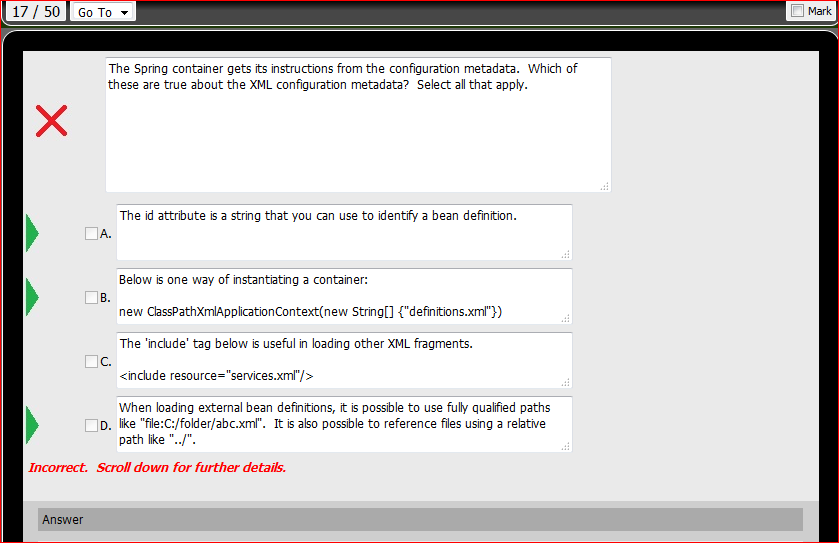 17 / 50 Go To Mark
The Spring container gets its instructions from the configuration metadata.  Which of
these are true about the XML configuration metadata?  Select all that apply.
A. The id attribute is a string that you can use to identify a bean definition.
B. Below is one way of instantiating a container:
new ClassPathXmlApplicationContext(new String[] {"definitions.xml"})
C. The 'include' tag below is useful in loading other XML fragments.
<include resource="services.xml"/>
D. When loading external bean definitions, it is possible to use fully qualified paths
like "file:C:/folder/abc.xml".  It is also possible to reference files using a relative
path like "../".
Incorrect.  Scroll down for further details.
Answer